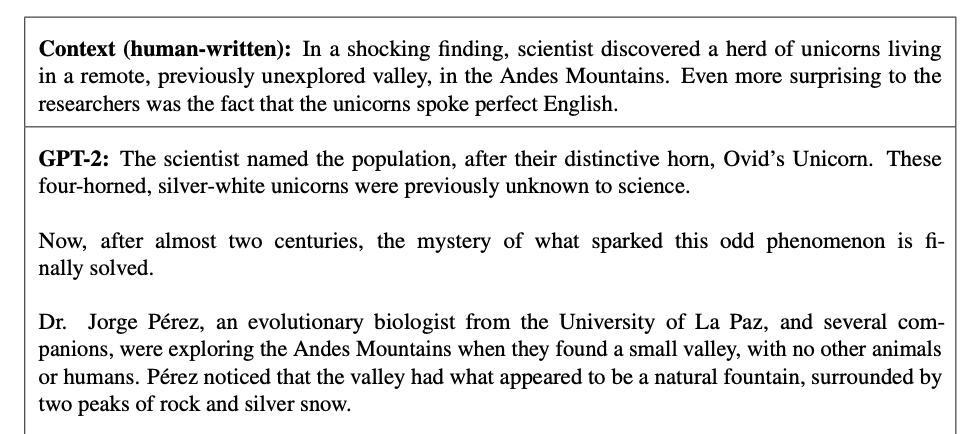 Context (human-written): In a shocking finding, scientist discovered a herd of unicorns living
in a remote, previously unexplored valley, in the Andes Mountains. Even more surprising to the
researchers was the fact that the unicorns spoke perfect English.
GPT-2: The scientist named the population, after their distinctive horn, Ovid’s Unicorn. These
four-horned, silver-white unicorns were previously unknown to science.
Now, after almost two centuries, the mystery of what sparked this odd phenomenon is fi-
nally solved.
Dr. Jorge Pérez, an evolutionary biologist from the University of La Paz, and several com-
panions, were exploring the Andes Mountains when they found a small valley, with no other animals
or humans. Pérez noticed that the valley had what appeared to be a natural fountain, surrounded by
two peaks of rock and silver snow.